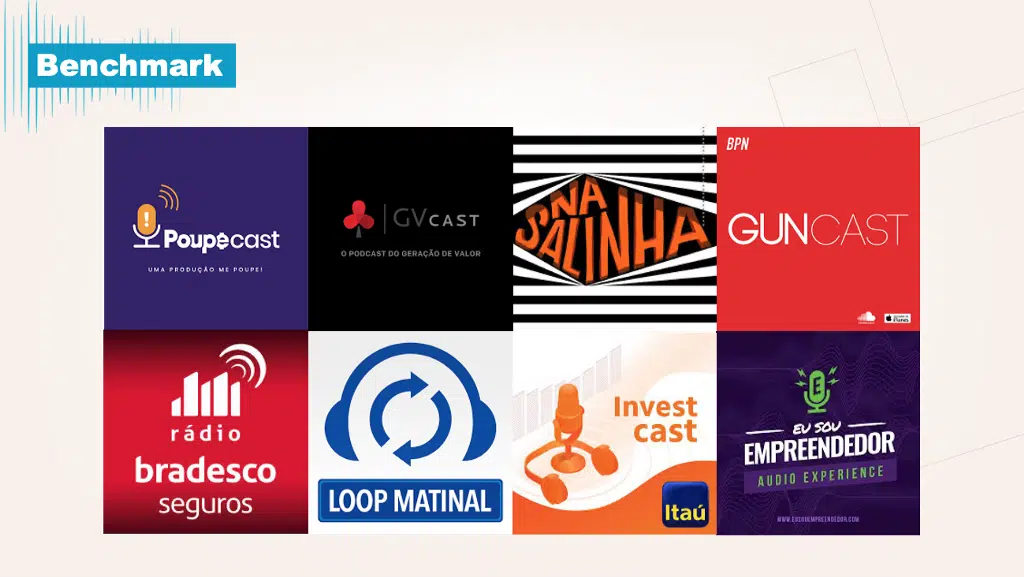 Benchmark
Poupecast
UMA PRODUÇÃO ME POUPE!
GVCAST
O PODCAST DO GERAÇÃO DE VALOR
'NA
SALINHA
BPN
GUNCAST
rádio
bradesco
seguros
LOOP MATINAL
Invest
cast
Itaú
E
EU SOU
EMPREENDEDOR
AUDIO EXPERIENCE
WWW.EUSOUEMPREENDEDOR.COM